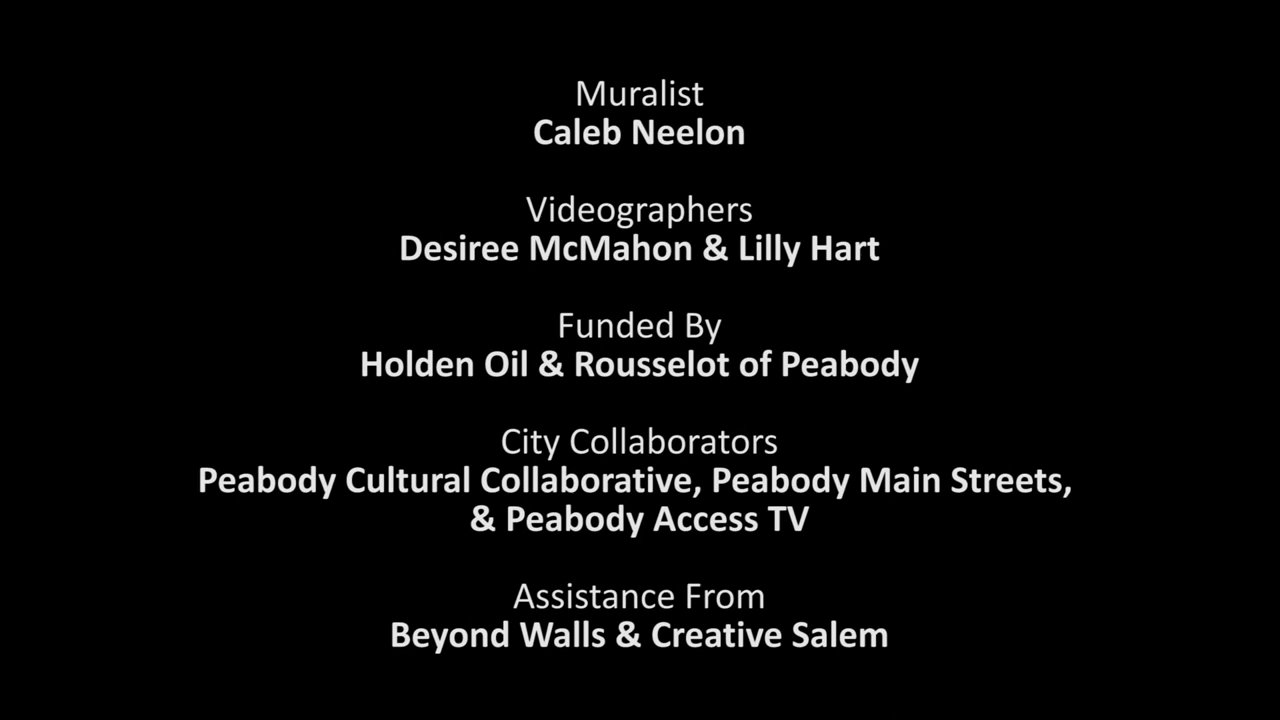 Muralist
Caleb Neelon
Videographers
Desiree McMahon & Lilly Hart
Funded By
Holden Oil & Rousselot of Peabody
City Collaborators
Peabody Cultural Collaborative, Peabody Main Streets,
& Peabody Access TV
Assistance From
Beyond Walls & Creative Salem